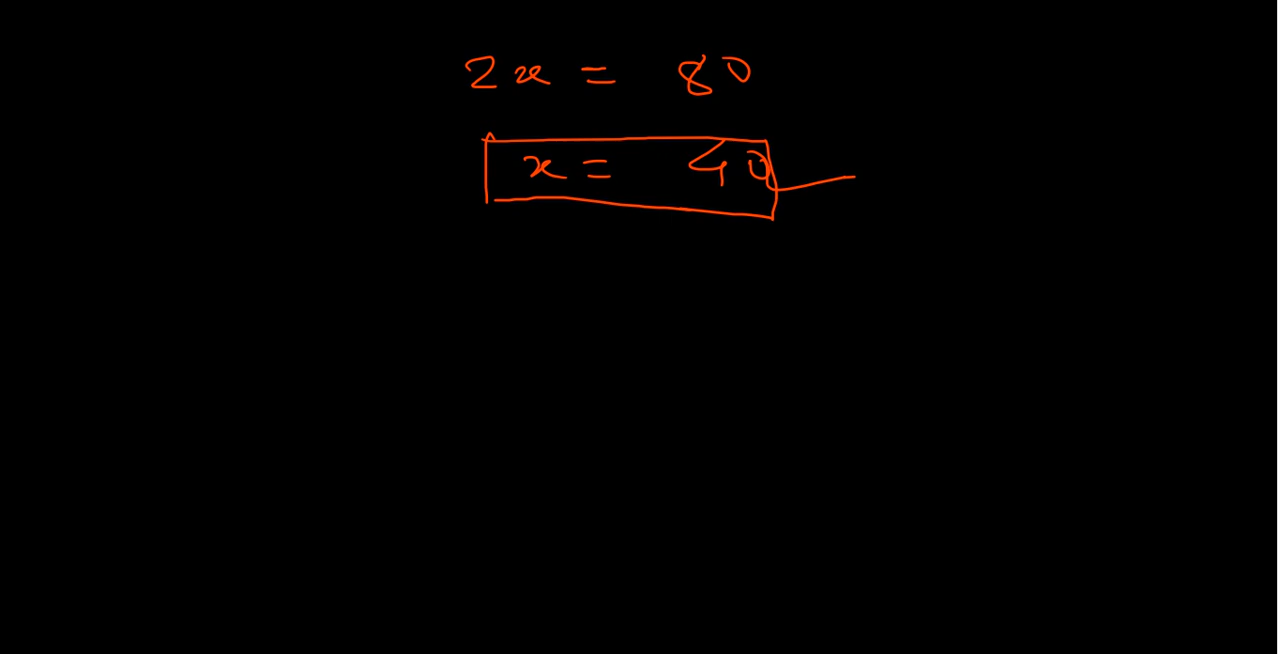 2x = 80
x = 40